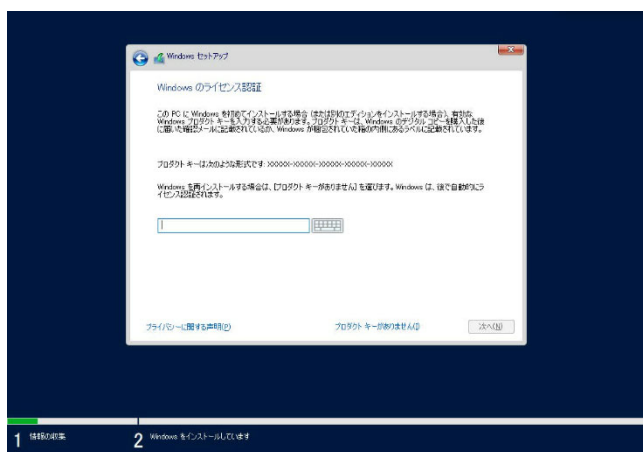 Windows セットアップ
Windows のライセンス認証
この PC に Windows を初めてインストールする場合 (または別のエディションをインストールする場合)、有効な
Windows プロダクト キーを入力する必要があります。プロダクト キーは、Windows のデジタル コピーを購入した後
に届いた確認メールに記載されているか、Windows が梱包されていた箱の内側にあるラベルに記載されています。
プロダクト キーは次のような形式です: XXXXX-XXXXX-XXXXX-XXXXX-XXXXX
Windows を再インストールする場合は、[プロダクト キーがありません] を選びます。Windows は、後で自動的にラ
イセンス認証されます。
プライバシーに関する声明(P)
プロダクト キーがありません(I)
次へ(N)
1 情報の収集
2 Windows をインストールしています